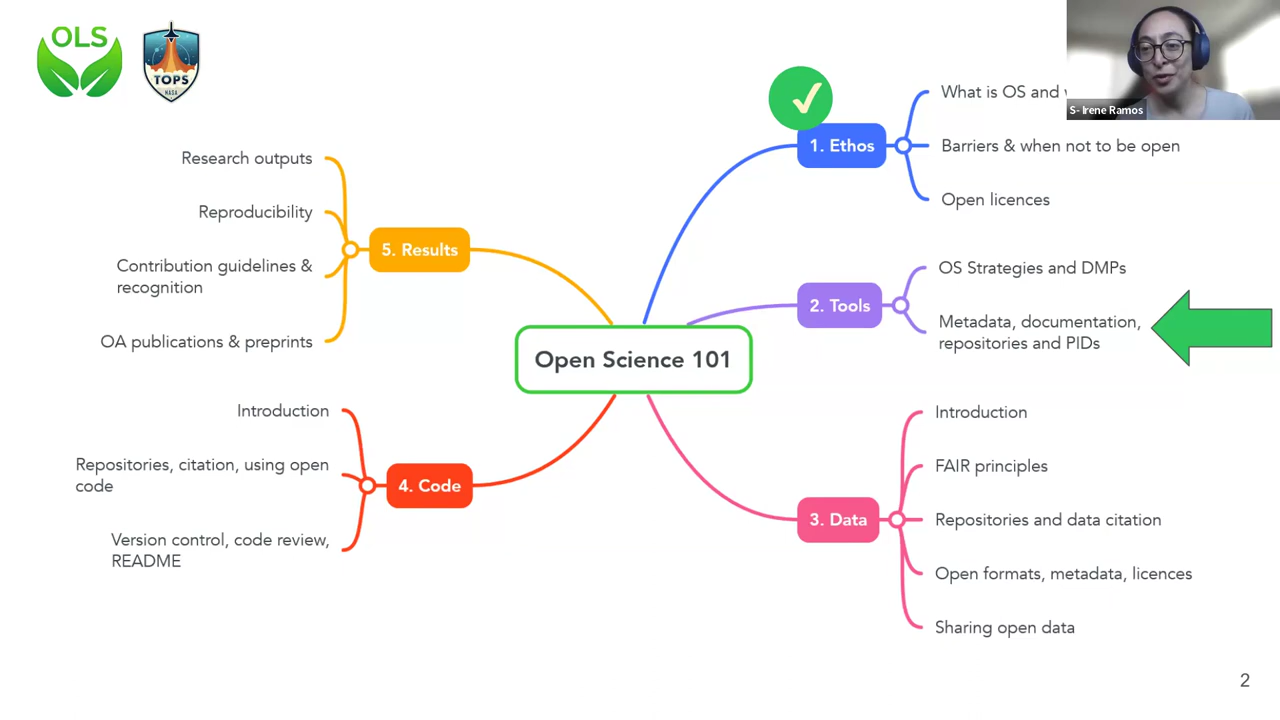 OLS
TOPS
NASA
S- Irene Ramos
Open Science 101
1. Ethos
What is OS and
Barriers & when not to be open
Open licences
2. Tools
OS Strategies and DMPs
Metadata, documentation,
repositories and PIDs
3. Data
Introduction
FAIR principles
Repositories and data citation
Open formats, metadata, licences
Sharing open data
4. Code
Introduction
Repositories, citation, using open
code
Version control, code review,
README
5. Results
Research outputs
Reproducibility
Contribution guidelines &
recognition
OA publications & preprints
2